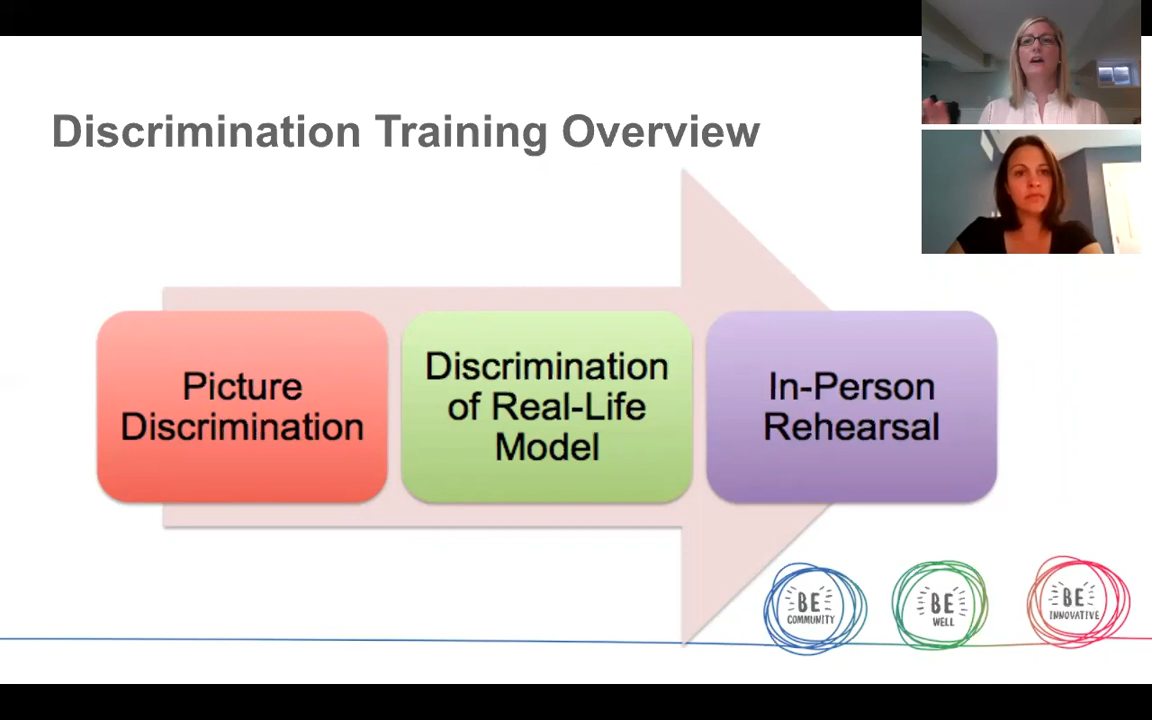 Discrimination Training Overview
Picture
Discrimination
Discrimination
of Real-Life
Model
In-Person
Rehearsal
BE
COMMUNITY
BE
WELL
BE
INNOVATIVE